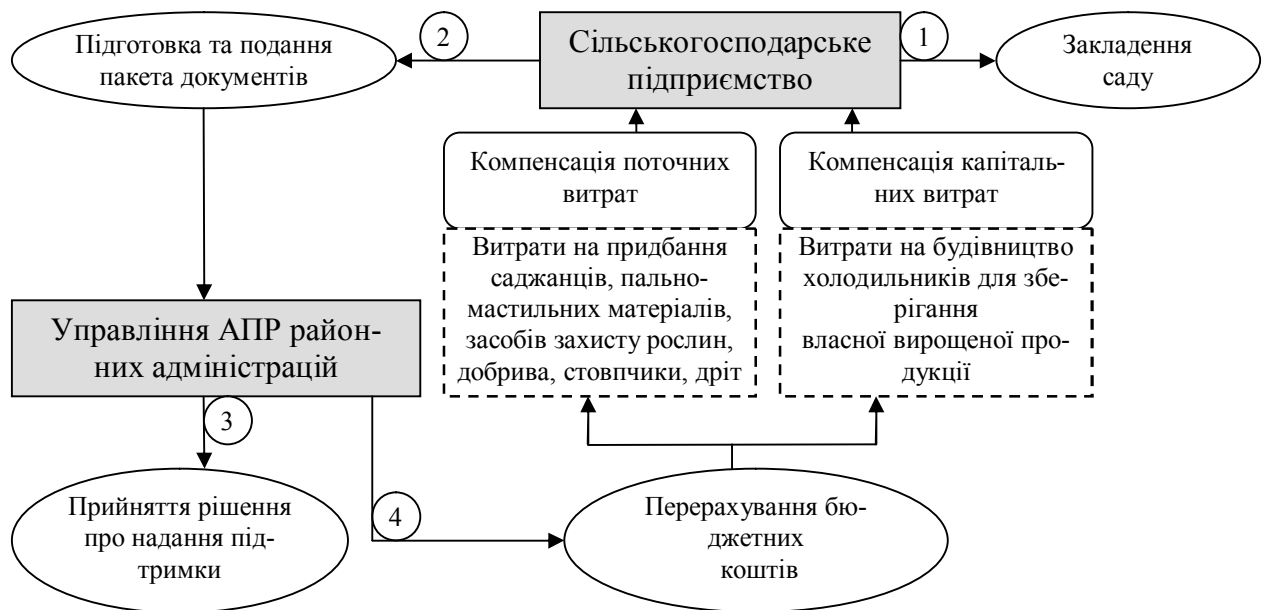 Підготовка та подання
пакета документів
2
Сільськогосподарське
підприємство
1
Закладення
саду
Компенсація поточних
витрат
Компенсація капіталь-
них витрат
Витрати на придбання
саджанців, пально-
мастильних матеріалів,
засобів захисту рослин,
добрива, стовпчики, дріт
Витрати на будівництво
холодильників для збе-
рігання
власної вирощеної про-
дукції
Управління АПР район-
них адміністрацій
3
Прийняття рішення
про надання під-
тримки
4
Перерахування бю-
джетних
коштів